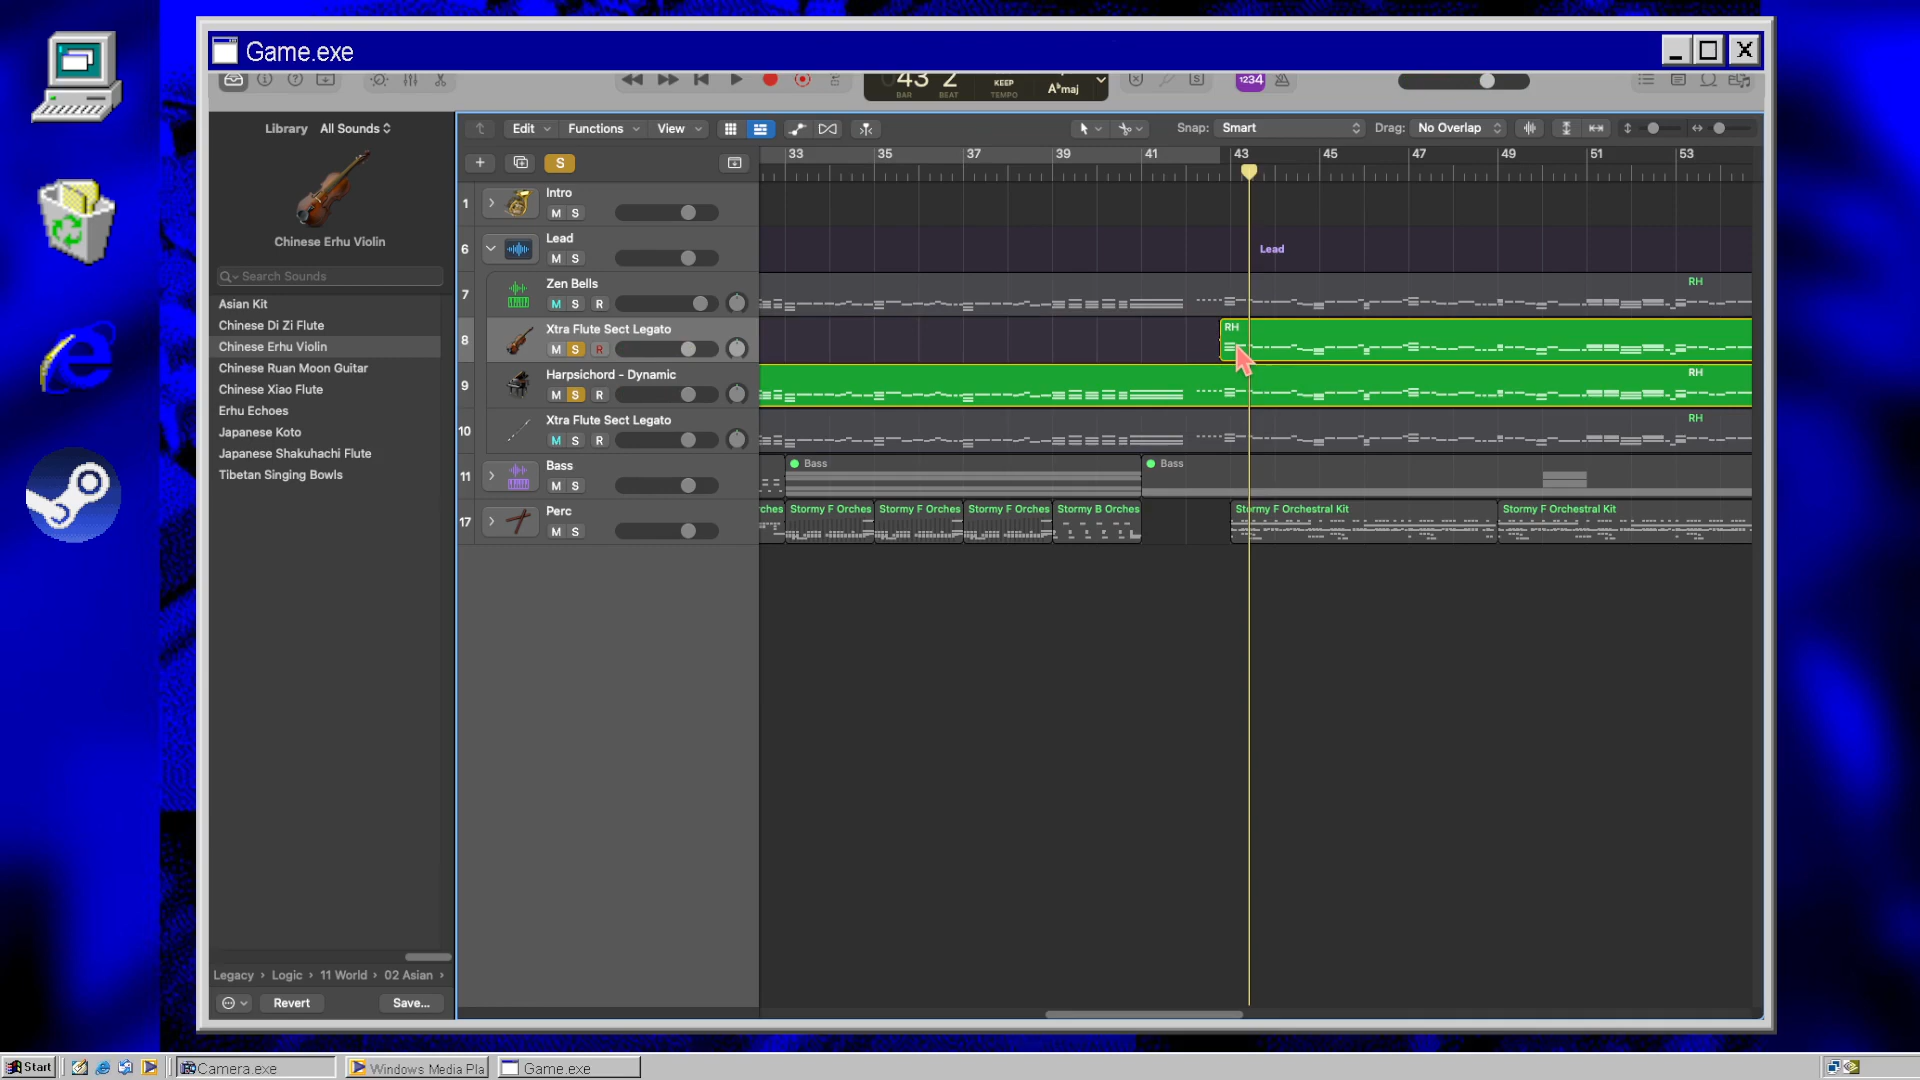 Game.exe
43 2
BAR BEAT
KEEP
TEMPO
A♭maj
1234
Library All Sounds
Edit Functions View
Snap: Smart
Drag: No Overlap
Chinese Erhu Violin
Search Sounds
Asian Kit
Chinese Di Zi Flute
Chinese Erhu Violin
Chinese Ruan Moon Guitar
Chinese Xiao Flute
Erhu Echoes
Japanese Koto
Japanese Shakuhachi Flute
Tibetan Singing Bowls
Legacy › Logic › 11 World › 02 Asian ›
Revert Save...
+ S
33 35 37 39 41 43 45 47 49 51 53
1 Intro
M S
6 Lead
M S
Lead
7 Zen Bells
M S R
RH
8 Xtra Flute Sect Legato
M S R
RH
9 Harpsichord - Dynamic
M S R
RH
10 Xtra Flute Sect Legato
M S R
RH
11 Bass
M S
Bass Bass
17 Perc
M S
ches Stormy F Orches Stormy F Orches Stormy F Orches Stormy B Orches Stormy F Orchestral Kit Stormy F Orchestral Kit
Start
Camera.exe
Windows Media Pla
Game.exe